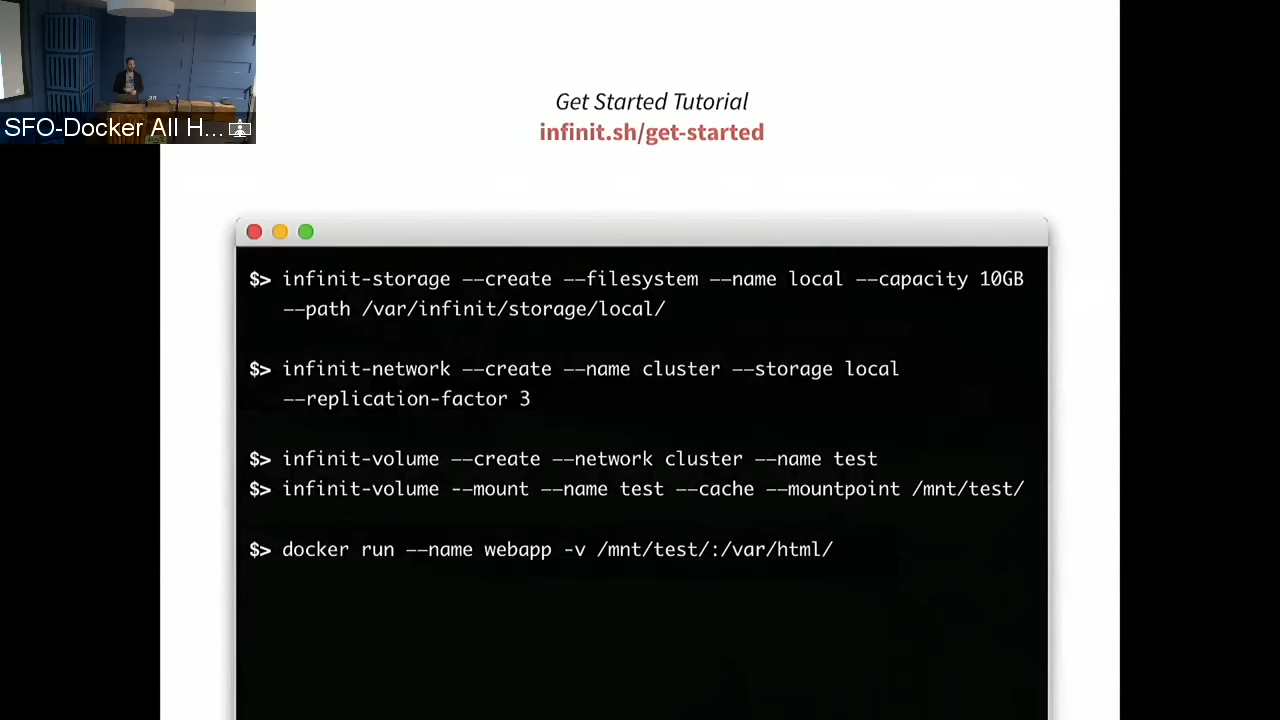 Get Started Tutorial
infinit.sh/get-started
SFO-Docker All H...
$> infinit-storage --create --filesystem --name local --capacity 10GB
--path /var/infinit/storage/local/
$> infinit-network --create --name cluster --storage local
--replication-factor 3
$> infinit-volume --create --network cluster --name test
$> infinit-volume --mount --name test --cache --mountpoint /mnt/test/
$> docker run --name webapp -v /mnt/test/:/var/html/